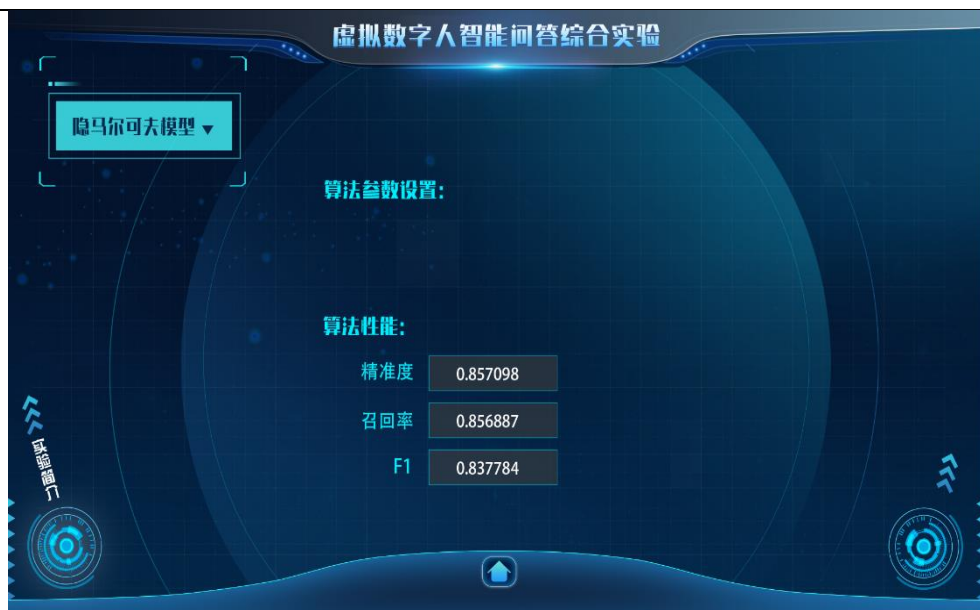 虚拟数字人智能问答综合实验
隐马尔可夫模型▼
算法参数设置：
算法性能：
精准度 0.857098
召回率 0.856887
F1 0.837784
实验简介